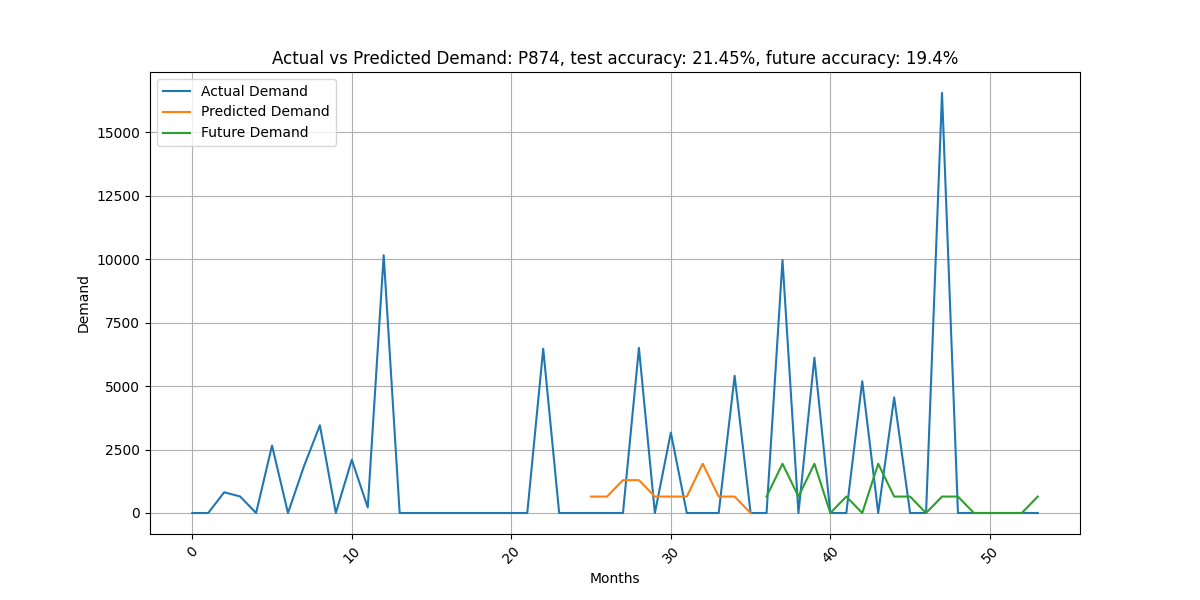 Actual vs Predicted Demand: P874, test accuracy: 21.45%, future accuracy: 19.4%
Actual Demand
Predicted Demand
Future Demand
15000
12500
10000
7500
5000
2500
0
Demand
0
10
20
30
40
50
Months